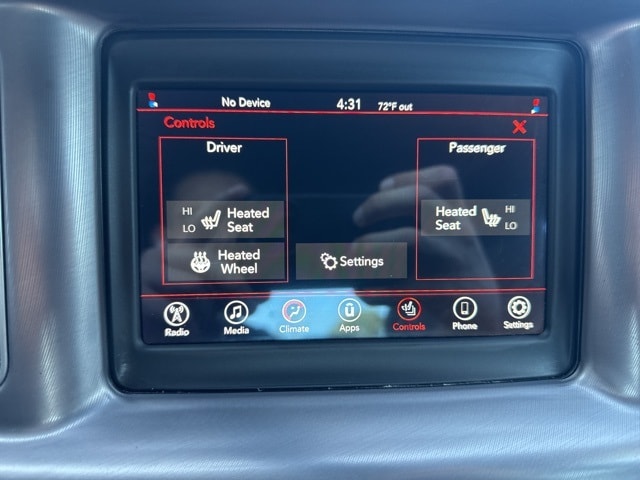 No Device 4:31 72°F out
Controls
Driver
Passenger
HI
LO
Heated
Seat
Heated
Seat
HI
LO
Heated
Wheel
Settings
Radio Media Climate Apps Controls Phone Settings